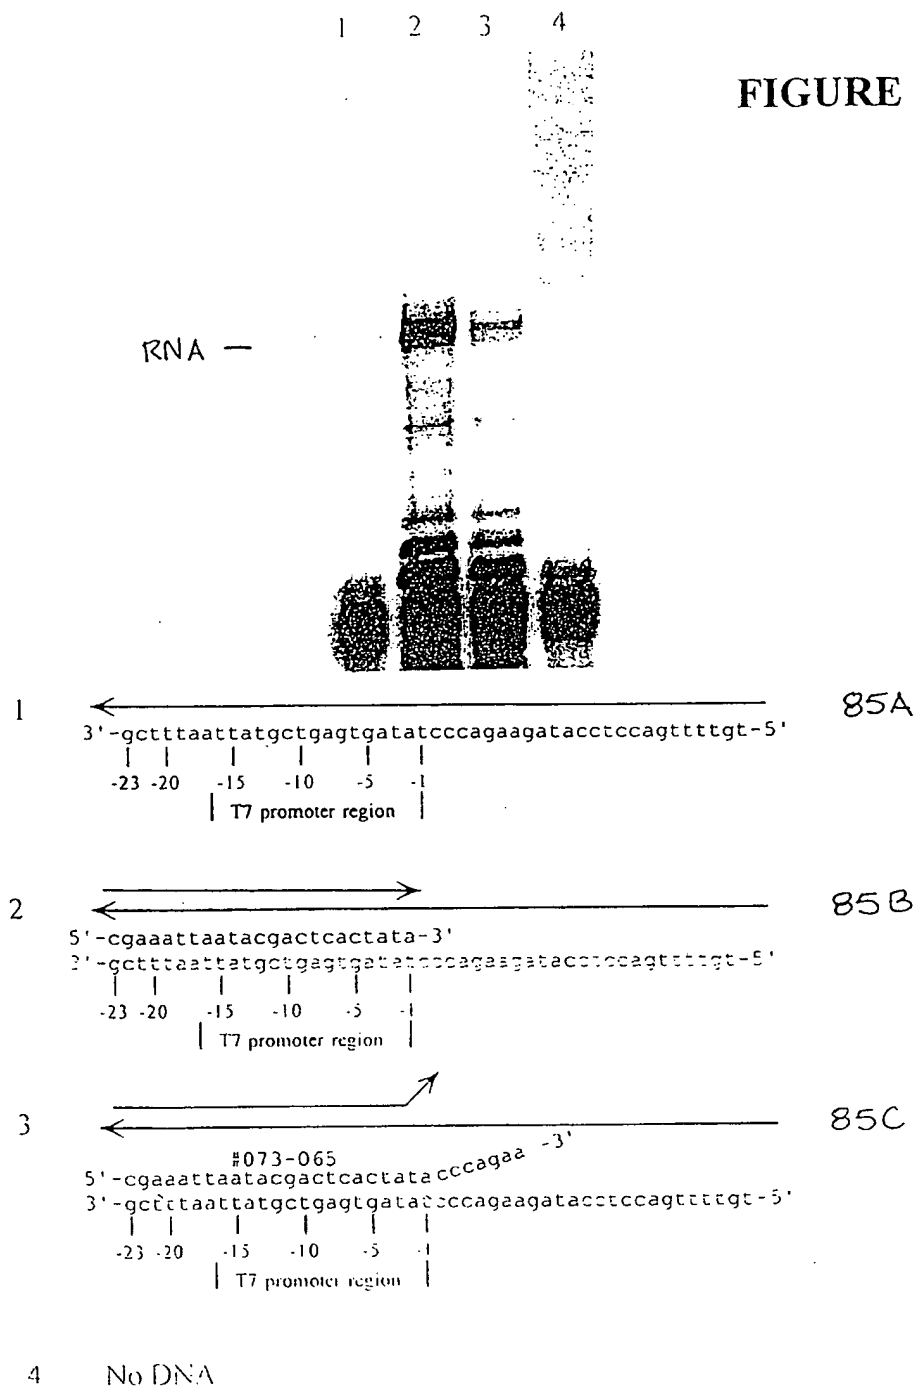 1 2 3 4
FIGURE
RNA —
1 85A
3'-gctttaattatgctgagtgatatcccagaagatacctccagttttgt-5'
-23 -20 -15 -10 -5 -1
T7 promoter region
2 85B
5'-cgaaattaatacgactcactata-3'
3'-gctttaattatgctgagtgatatcccagaagatacctccagttttgt-5'
-23 -20 -15 -10 -5 -1
T7 promoter region
3 85C
#073-065
5'-cgaaattaatacgactcactatacccagaa -3'
3'-gctttaattatgctgagtgatatcccagaagatacctccagttttgt-5'
-23 -20 -15 -10 -5 -1
T7 promoter region
4 No DNA